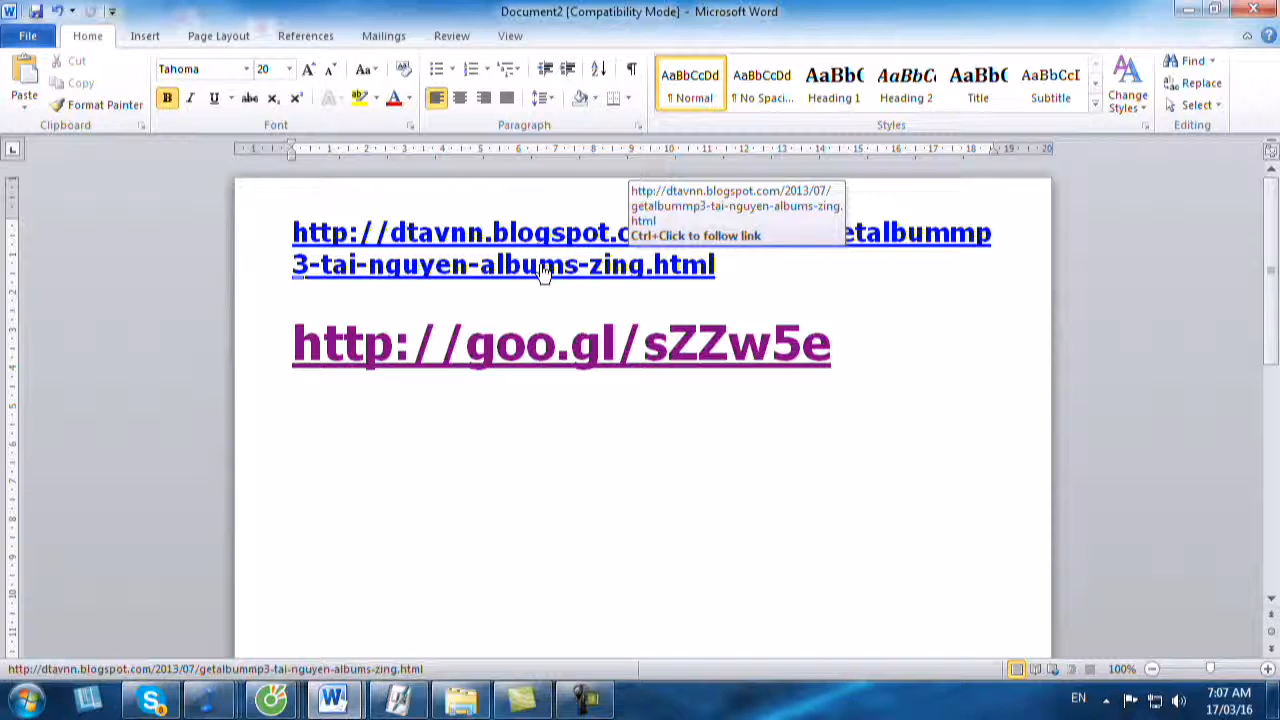 Document2 [Compatibility Mode] - Microsoft Word
File Home Insert Page Layout References Mailings Review View
Paste
Cut
Copy
Format Painter
Clipboard
Tahoma 20
Font
Paragraph
AaBbCcDd AaBbCcDd AaBbC AaBbCc AaBbC AaBbCcI
¶ Normal ¶ No Spaci... Heading 1 Heading 2 Title Subtitle
Change
Styles
Styles
Find
Replace
Select
Editing
http://dtavnn.blogspot.c
etalbummp
3-tai-nguyen-albums-zing.html
http://dtavnn.blogspot.com/2013/07/
getalbummp3-tai-nguyen-albums-zing.
html
Ctrl+Click to follow link
http://goo.gl/sZZw5e
http://dtavnn.blogspot.com/2013/07/getalbummp3-tai-nguyen-albums-zing.html
100%
EN
7:07 AM
17/03/16